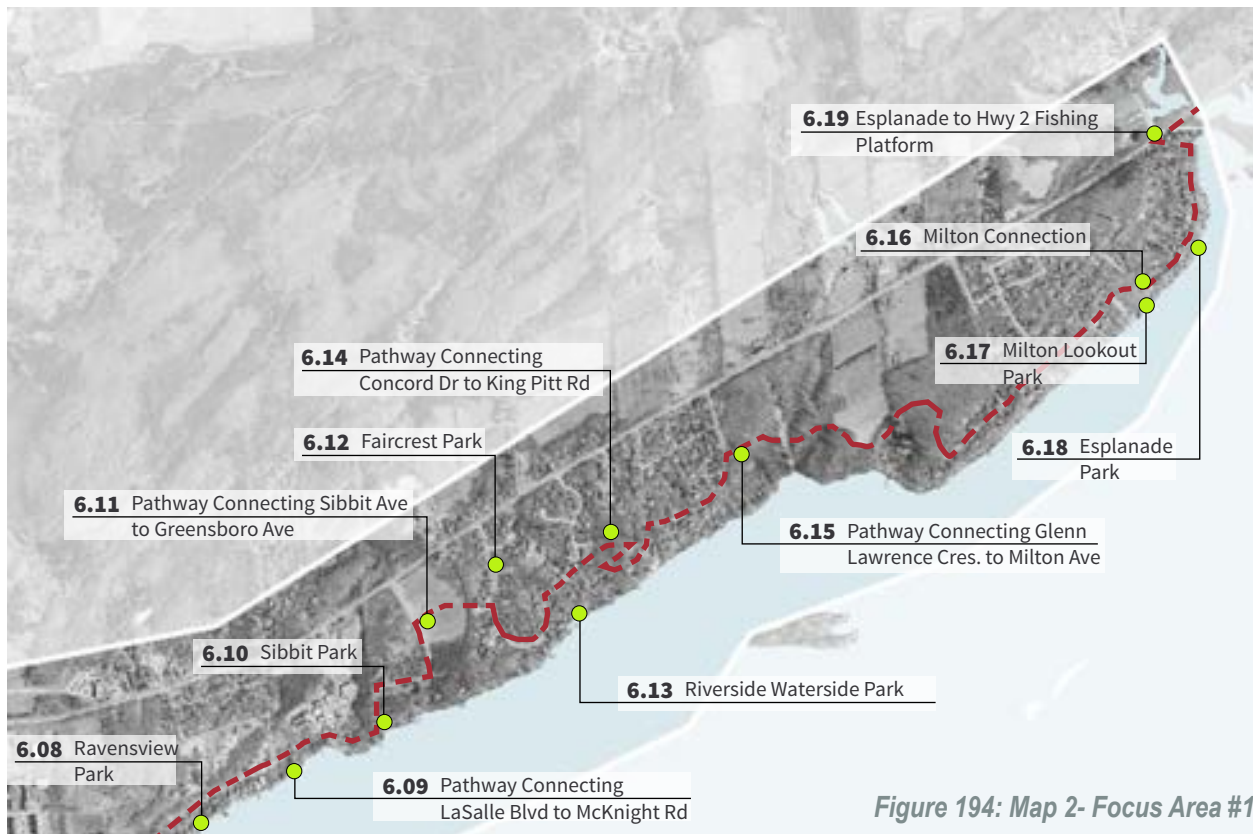 6.19 Esplanade to Hwy 2 Fishing
Platform
6.16 Milton Connection
6.14 Pathway Connecting
Concord Dr to King Pitt Rd
6.17 Milton Lookout
Park
6.12 Faircrest Park
6.18 Esplanade
Park
6.11 Pathway Connecting Sibbit Ave
to Greensboro Ave
6.15 Pathway Connecting Glenn
Lawrence Cres. to Milton Ave
6.10 Sibbit Park
6.13 Riverside Waterside Park
6.08 Ravensview
Park
6.09 Pathway Connecting
LaSalle Blvd to McKnight Rd
Figure 194: Map 2- Focus Area #1